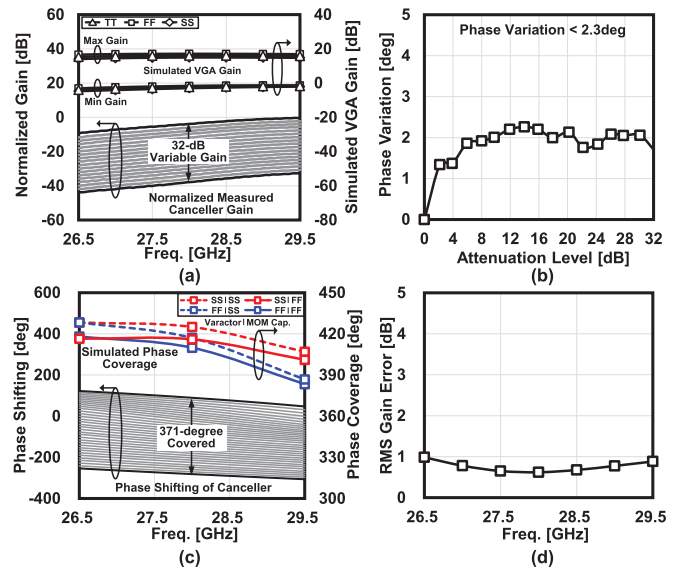 TT FF SS
Max Gain
Simulated VGA Gain
Min Gain
32-dB
Variable Gain
Normalized Measured
Canceller Gain
Normalized Gain [dB]
60
40
20
0
-20
-40
-60
Simulated VGA Gain [dB]
40
20
0
-20
-40
-60
-80
26.5 27.5 28.5 29.5
Freq. [GHz]
(a)
Phase Variation < 2.3deg
Phase Variation [deg]
5
4
3
2
1
0
0 4 8 12 16 20 24 28 32
Attenuation Level [dB]
(b)
SS|SS SS|FF
FF|SS FF|FF
Varactor|MOM Cap.
Simulated Phase
Coverage
371-degree
Covered
Phase Shifting of Canceller
Phase Shifting [deg]
600
400
200
0
-200
-400
Phase Coverage [deg]
450
420
390
360
330
300
26.5 27.5 28.5 29.5
Freq. [GHz]
(c)
RMS Gain Error [dB]
5
4
3
2
1
0
26.5 27.5 28.5 29.5
Freq. [GHz]
(d)